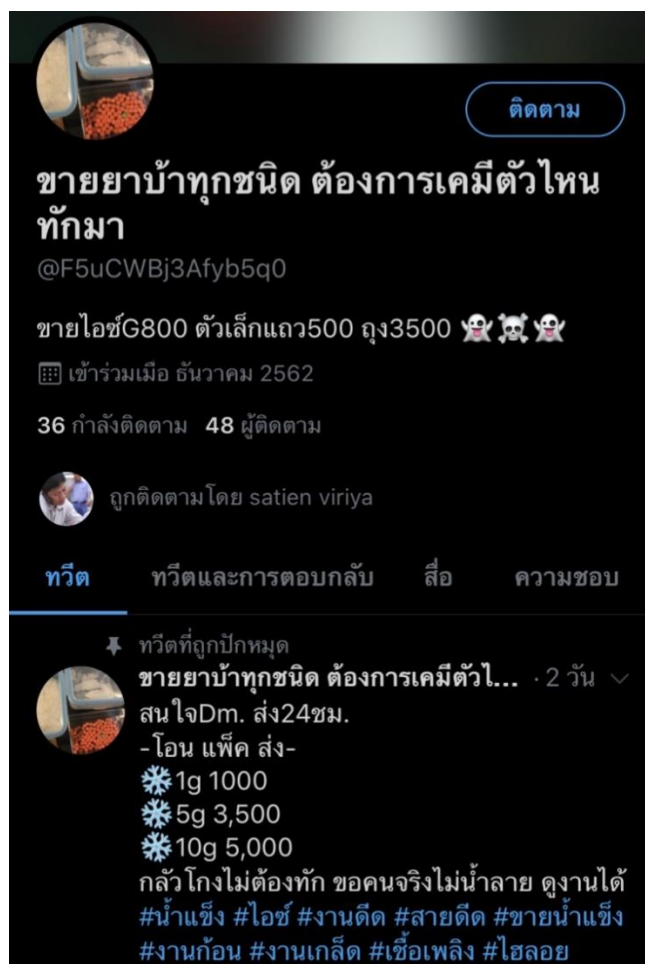 ติดตาม
ขายยาบ้าทุกชนิด ต้องการเคมีตัวไหน
ทักมา
@F5uCWBj3Afyb5q0
ขายไอซ์G800 ตัวเล็กแถว500 ถุง3500 👻☠️👻
เข้าร่วมเมื่อ ธันวาคม 2562
36 กำลังติดตาม 48 ผู้ติดตาม
ถูกติดตามโดย satien viriya
ทวีต ทวีตและการตอบกลับ สื่อ ความชอบ
ทวีตที่ถูกปักหมุด
ขายยาบ้าทุกชนิด ต้องการเคมีตัวไ... · 2 วัน
สนใจDm. ส่ง24ชม.
-โอน แพ็ค ส่ง-
❄️1g 1000
❄️5g 3,500
❄️10g 5,000
กลัวโกงไม่ต้องทัก ขอคนจริงไม่น้ำลาย ดูงานได้
#น้ำแข็ง #ไอซ์ #งานดีด #สายดีด #ขายน้ำแข็ง
#งานก้อน #งานเกล็ด #เชื้อเพลิง #ไฮลอย